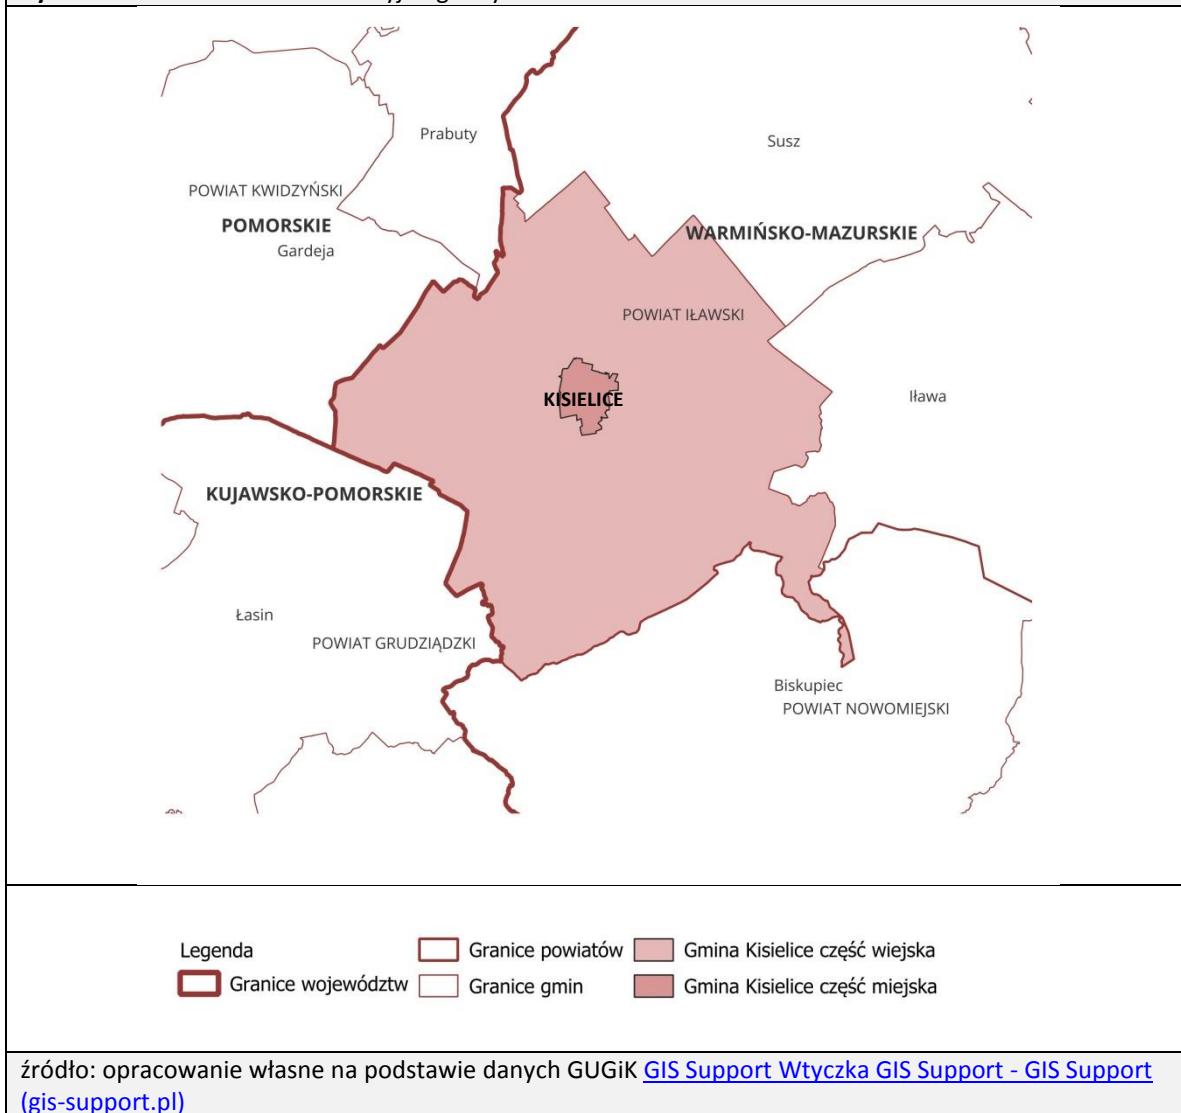 Prabuty
Susz
POWIAT KWIDZYŃSKI
POMORSKIE
WARMIŃSKO-MAZURSKIE
Gardeja
POWIAT IŁAWSKI
KISIELICE
Iława
KUJAWSKO-POMORSKIE
Łasin
POWIAT GRUDZIĄDZKI
Biskupiec
POWIAT NOWOMIEJSKI
Legenda
Granice województw
Granice powiatów
Granice gmin
Gmina Kisielice część wiejska
Gmina Kisielice część miejska
źródło: opracowanie własne na podstawie danych GUGiK GIS Support Wtyczka GIS Support - GIS Support
(gis-support.pl)